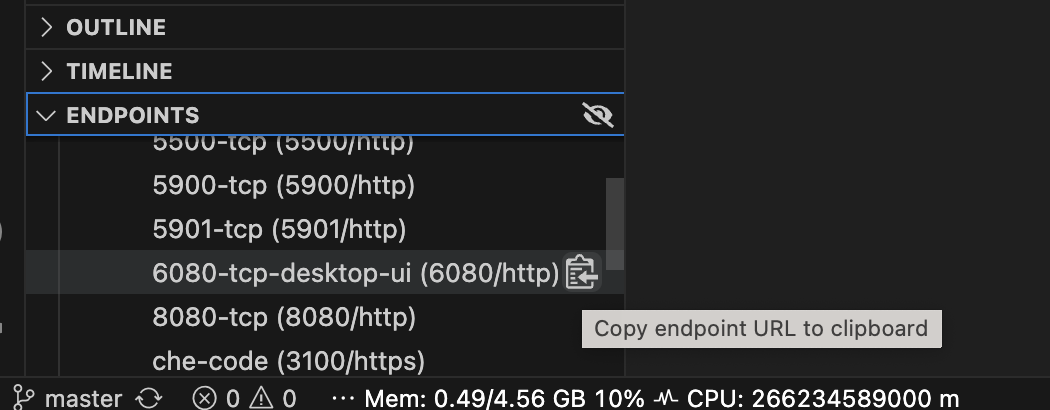 OUTLINE
TIMELINE
ENDPOINTS
5500-tcp (5500/http)
5900-tcp (5900/http)
5901-tcp (5901/http)
6080-tcp-desktop-ui (6080/http)
8080-tcp (8080/http)
Copy endpoint URL to clipboard
che-code (3100/https)
master 0 0 ··· Mem: 0.49/4.56 GB 10% CPU: 266234589000 m